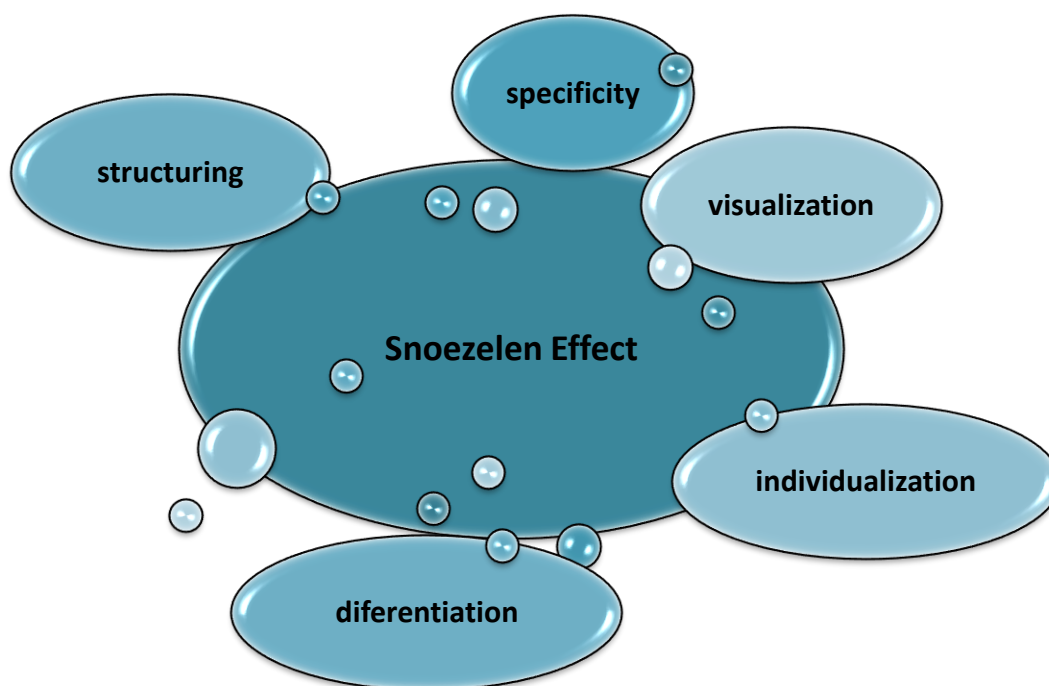 specificity
structuring
visualization
Snoezelen Effect
individualization
diferentiation